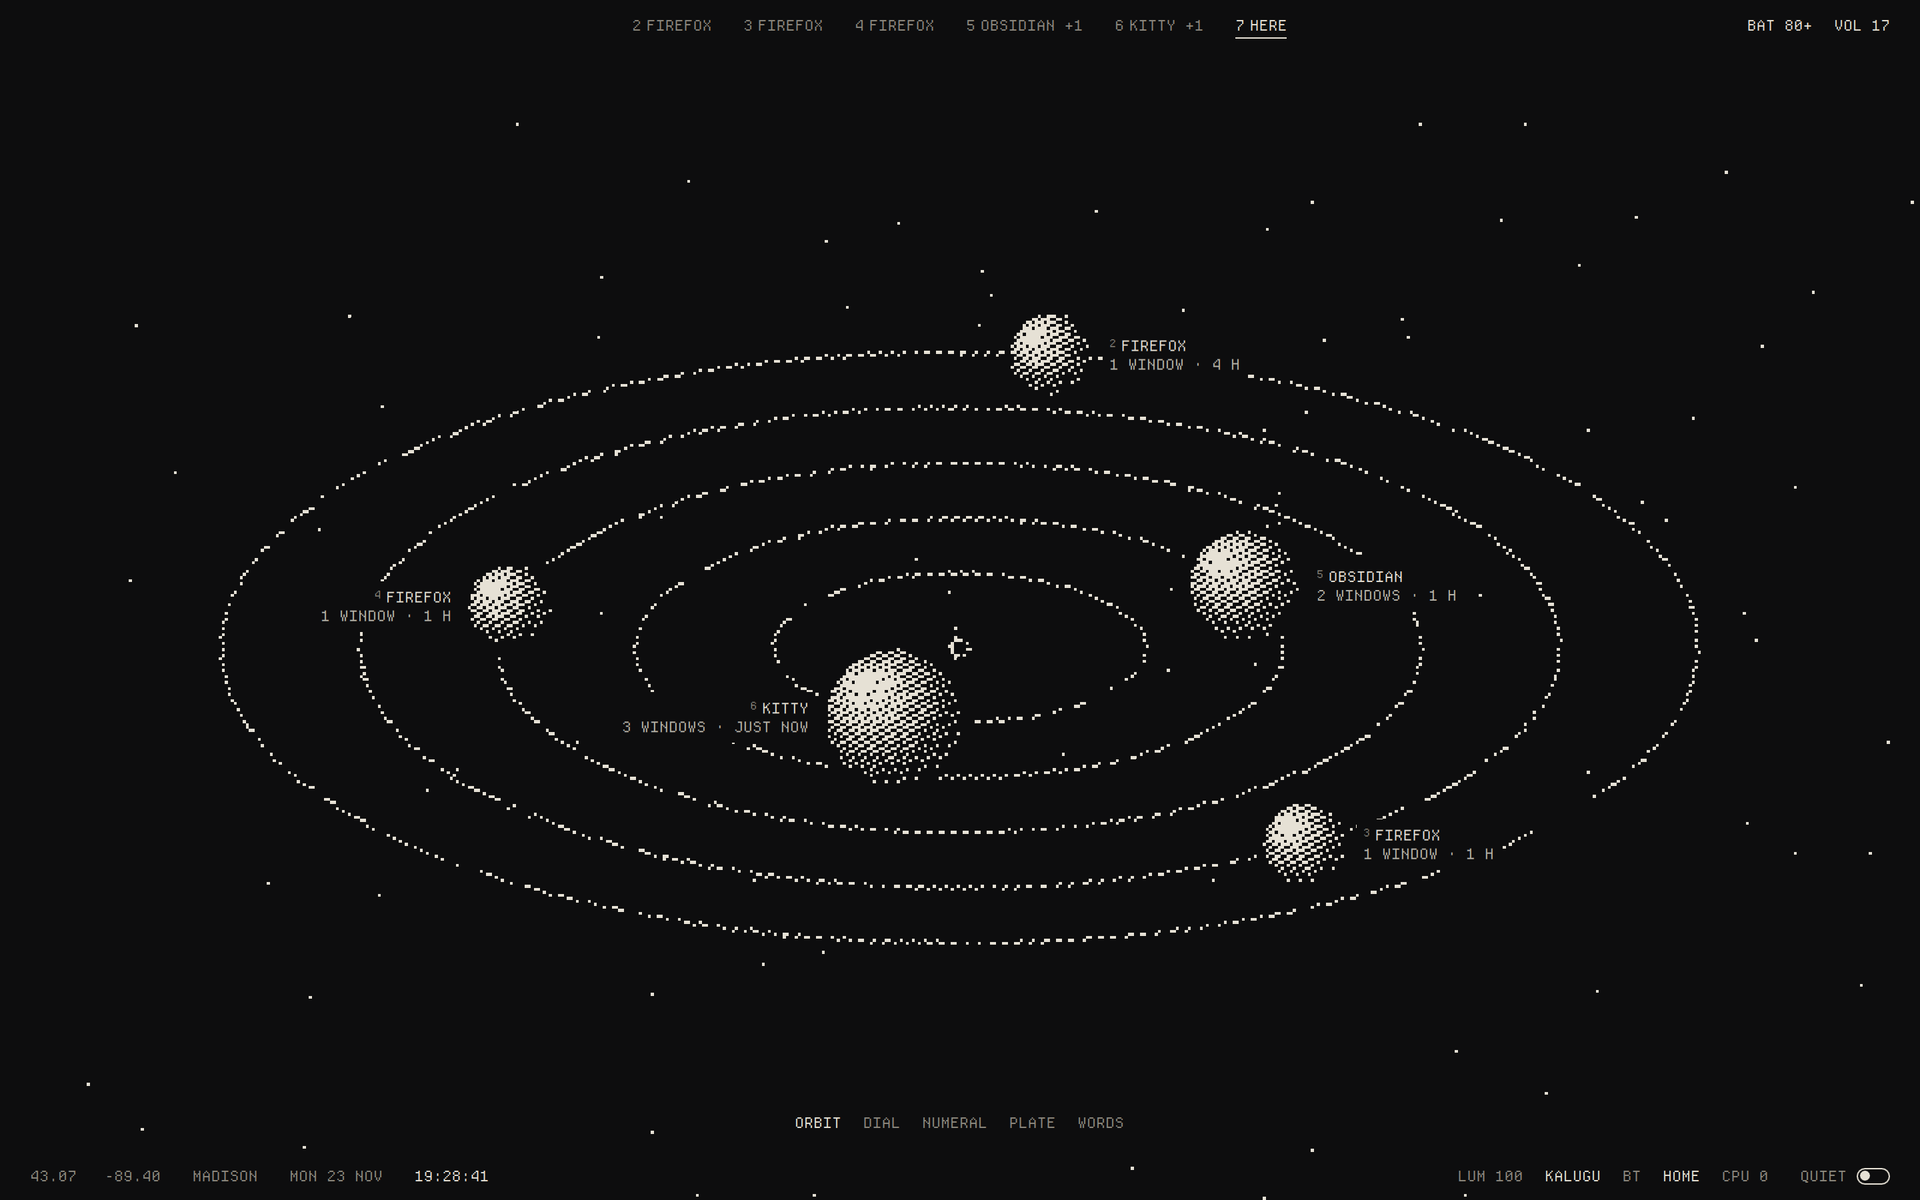 2 FIREFOX 3 FIREFOX 4 FIREFOX 5 OBSIDIAN +1 6 KITTY +1 7 HERE
BAT 80+ VOL 17
2 FIREFOX
1 WINDOW · 4 H
5 OBSIDIAN
2 WINDOWS · 1 H
4 FIREFOX
1 WINDOW · 1 H
6 KITTY
3 WINDOWS · JUST NOW
3 FIREFOX
1 WINDOW · 1 H
ORBIT DIAL NUMERAL PLATE WORDS
43.07 -89.40 MADISON MON 23 NOV 19:28:41
LUM 100 KALUGU BT HOME CPU 0 QUIET